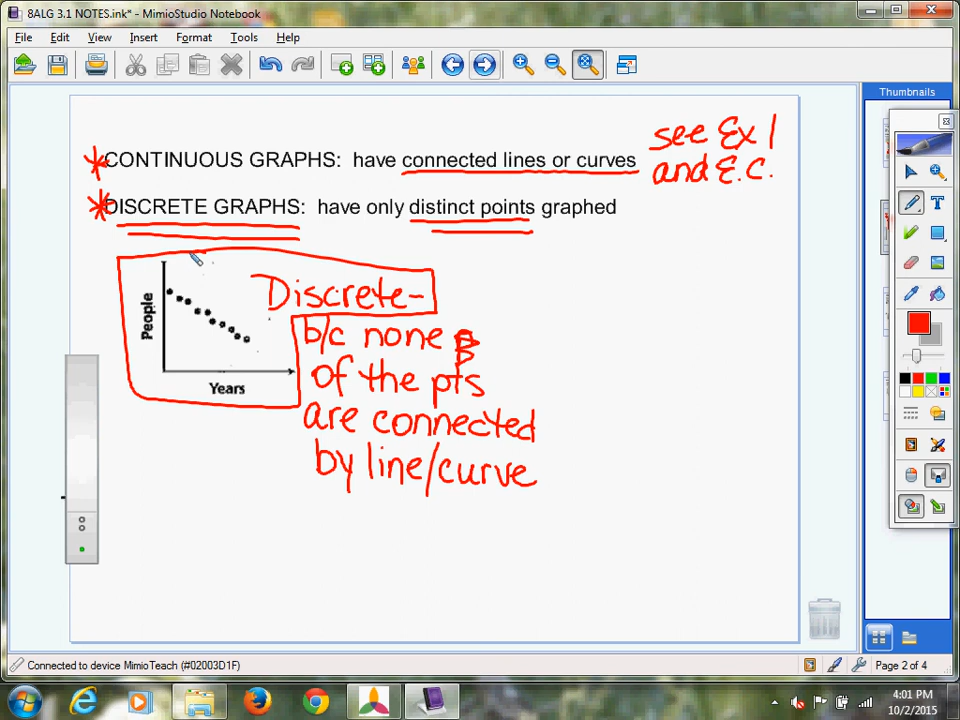 8ALG 3.1 NOTES.ink* - MimioStudio Notebook
File Edit View Insert Format Tools Help
Thumbnails
CONTINUOUS GRAPHS: have connected lines or curves
see Ex 1
and E.C.
DISCRETE GRAPHS: have only distinct points graphed
People
Years
Discrete-
b/c none
of the pts
are connected
by line/curve
Connected to device MimioTeach (#02003D1F)
Page 2 of 4
4:01 PM
10/2/2015